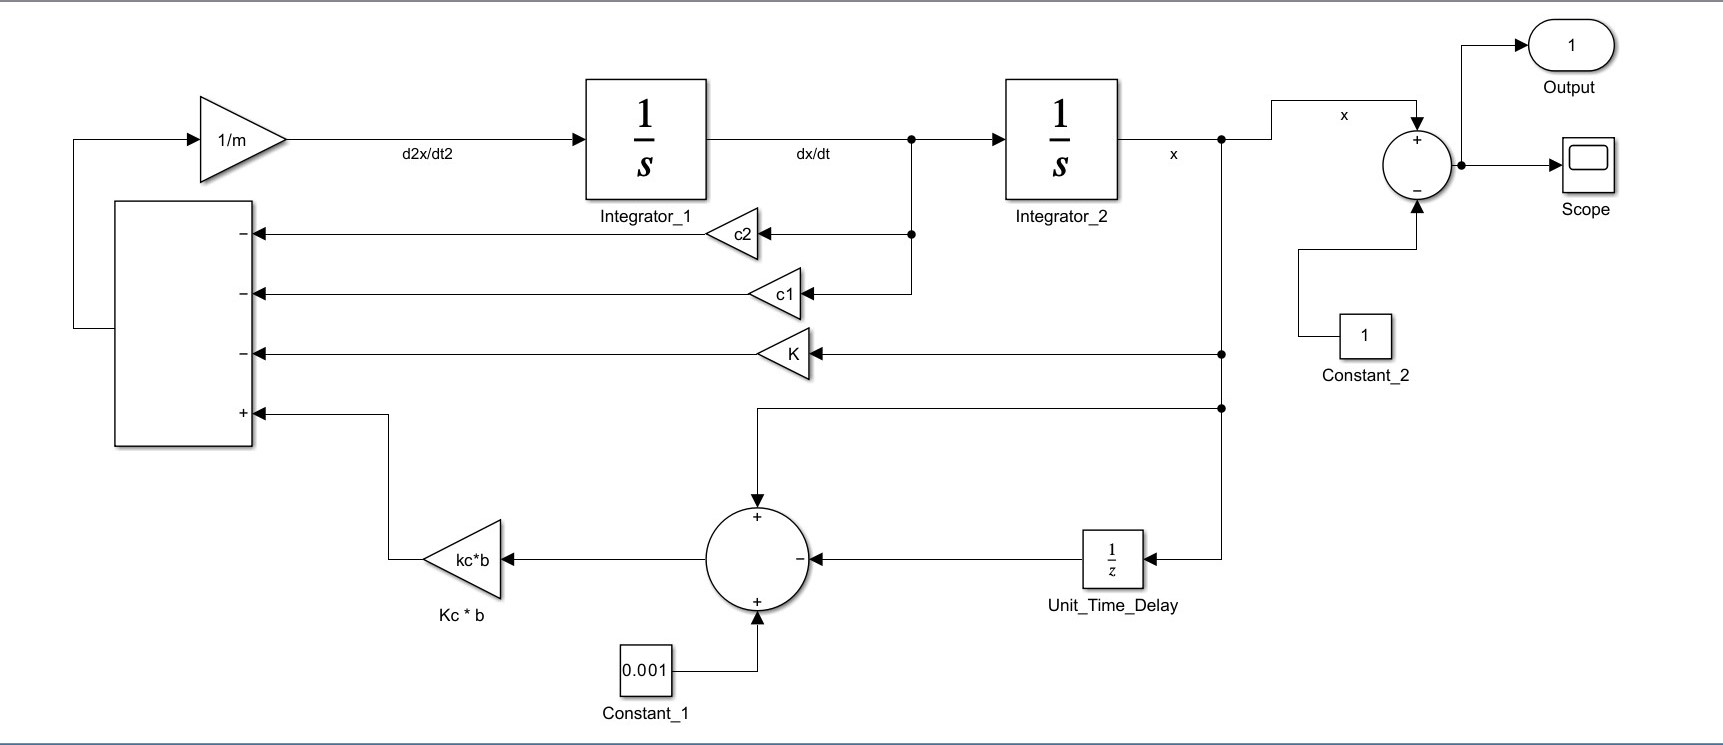 1
Output
1/m
d2x/dt2
1
s
Integrator_1
dx/dt
1
s
Integrator_2
x
x
+
−
Scope
−
c2
−
c1
−
K
+
1
Constant_2
kc*b
Kc * b
+
−
+
1
z
Unit_Time_Delay
0.001
Constant_1